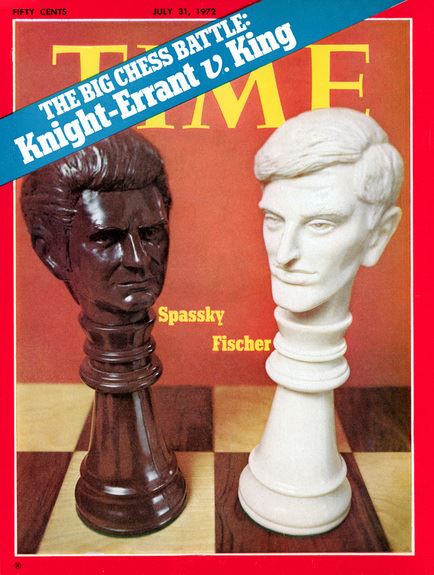 FIFTY CENTS JULY 31, 1972
THE BIG CHESS BATTLE:
Knight-Errant v. King
TIME
Spassky
Fischer
®